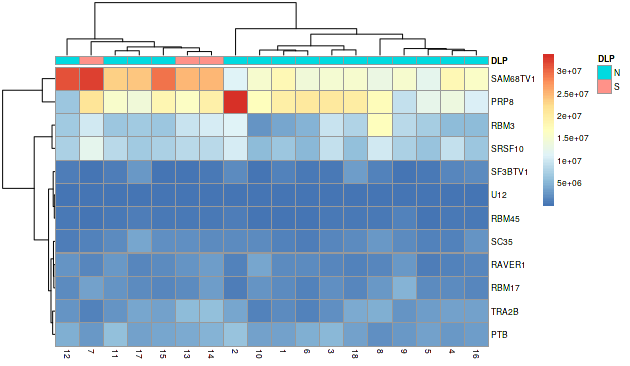 DLP
SAM68TV1
PRP8
RBM3
SRSF10
SF3BTV1
U12
RBM45
SC35
RAVER1
RBM17
TRA2B
PTB
12 7 11 17 15 13 14 2 10 1 6 3 18 8 9 5 4 16
3e+07
2.5e+07
2e+07
1.5e+07
1e+07
5e+06
DLP
N
S